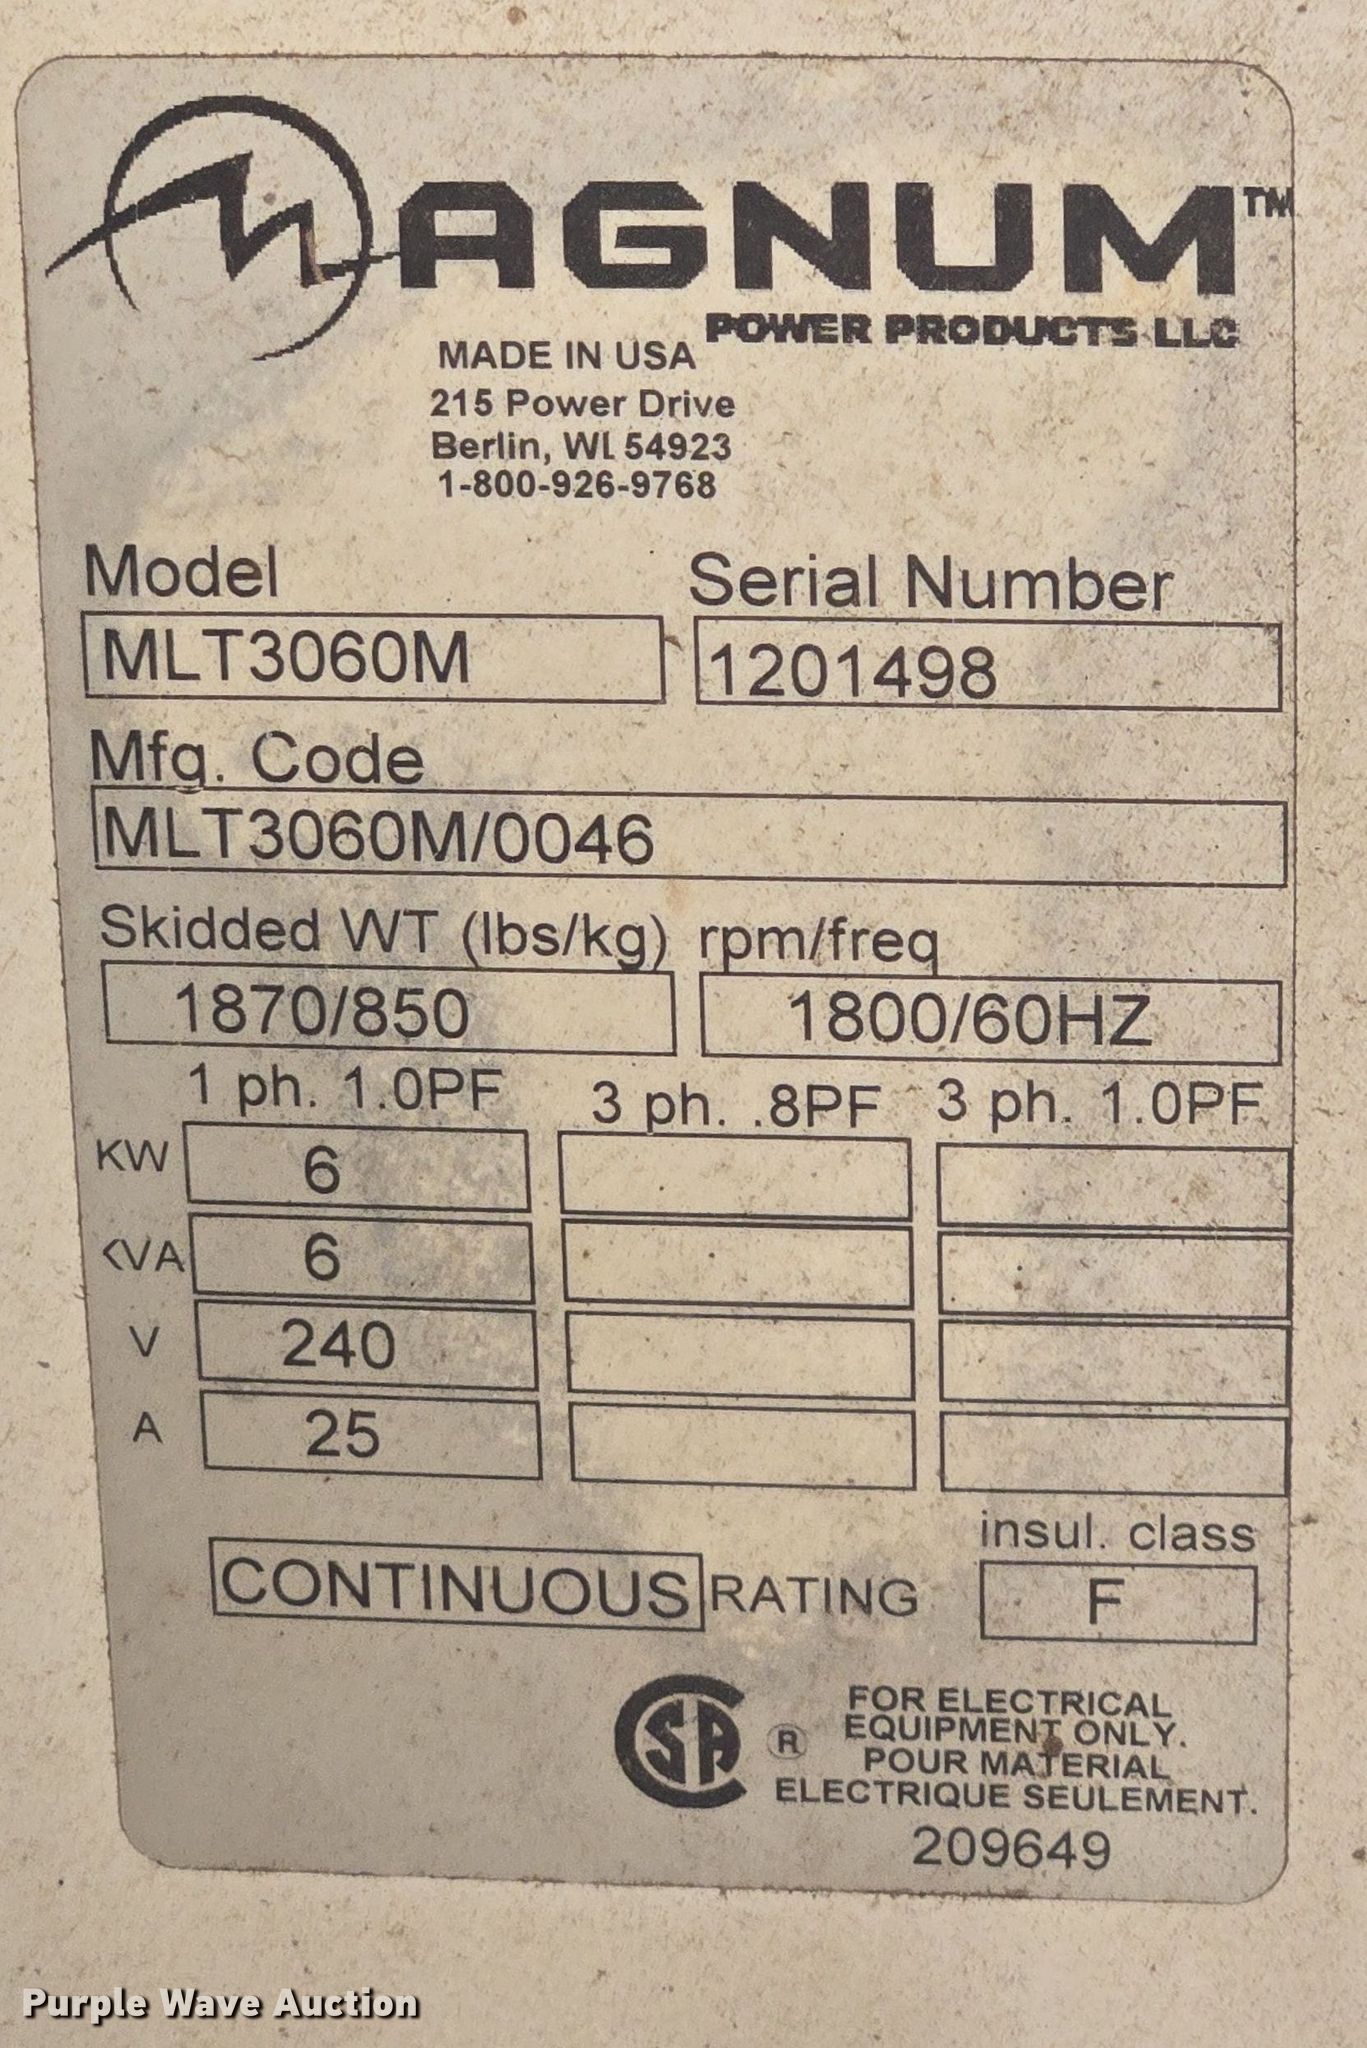 MAGNUM™
POWER PRODUCTS LLC
MADE IN USA
215 Power Drive
Berlin, WI. 54923
1-800-926-9768
Model Serial Number
MLT3060M 1201498
Mfg. Code
MLT3060M/0046
Skidded WT (lbs/kg) rpm/freq
1870/850 1800/60HZ
1 ph. 1.0PF 3 ph. .8PF 3 ph. 1.0PF
KW 6
KVA 6
V 240
A 25
insul. class
CONTINUOUS RATING F
CSA ® FOR ELECTRICAL
EQUIPMENT ONLY.
POUR MATERIAL
ELECTRIQUE SEULEMENT.
209649
Purple Wave Auction